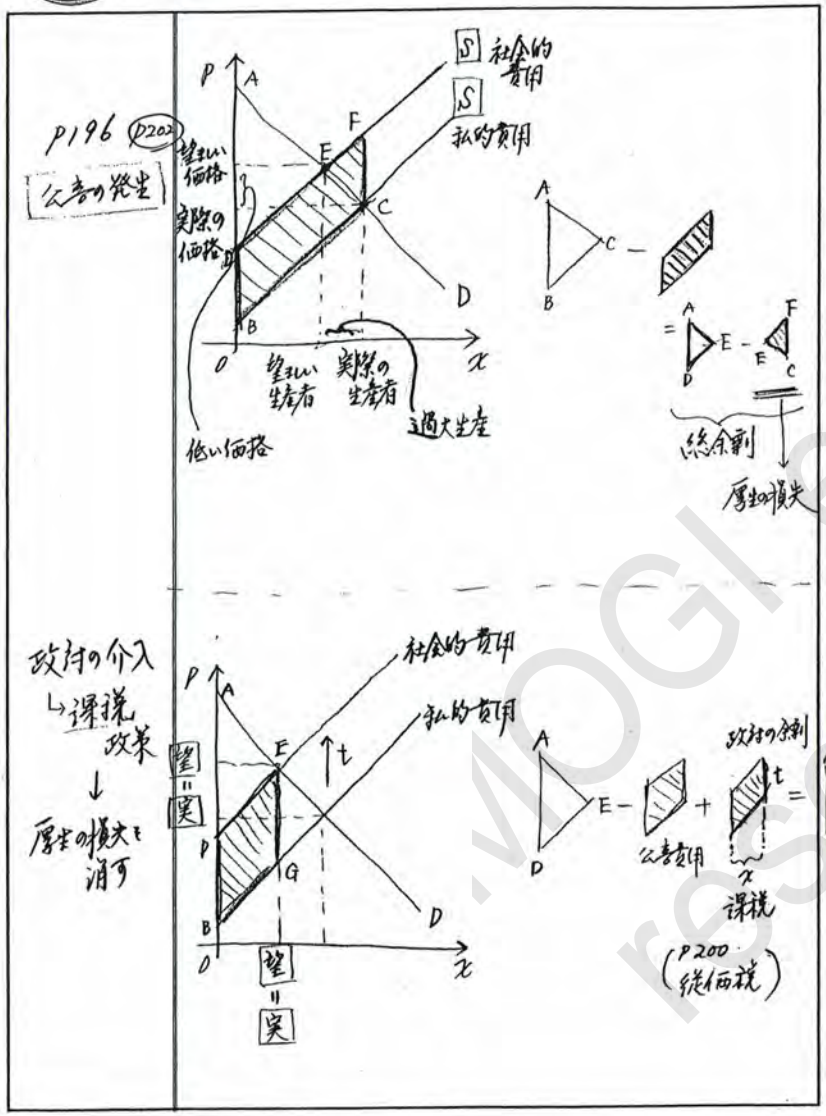 P196 P202
公害の発生
P
A
S 社会的
費用
S
私的費用
F
E
望ましい
価格
実際の
価格
D
C
B
D
O
x
望ましい
生産者
実際の
生産者
過大生産
低い価格
A
B
C
−
=
A
D
E
−
F
E
C
総余剰
厚生の損失
政府の介入
↳課税
政策
↓
厚生の損失を
消す
P
A
社会的費用
私的費用
E
t
望
=
実
D
G
B
D
O
x
望
=
実
A
D
E
−
公害費用
+
政府の余剰
t
=
x
課税
(P200
従価税)
MOGI
rese